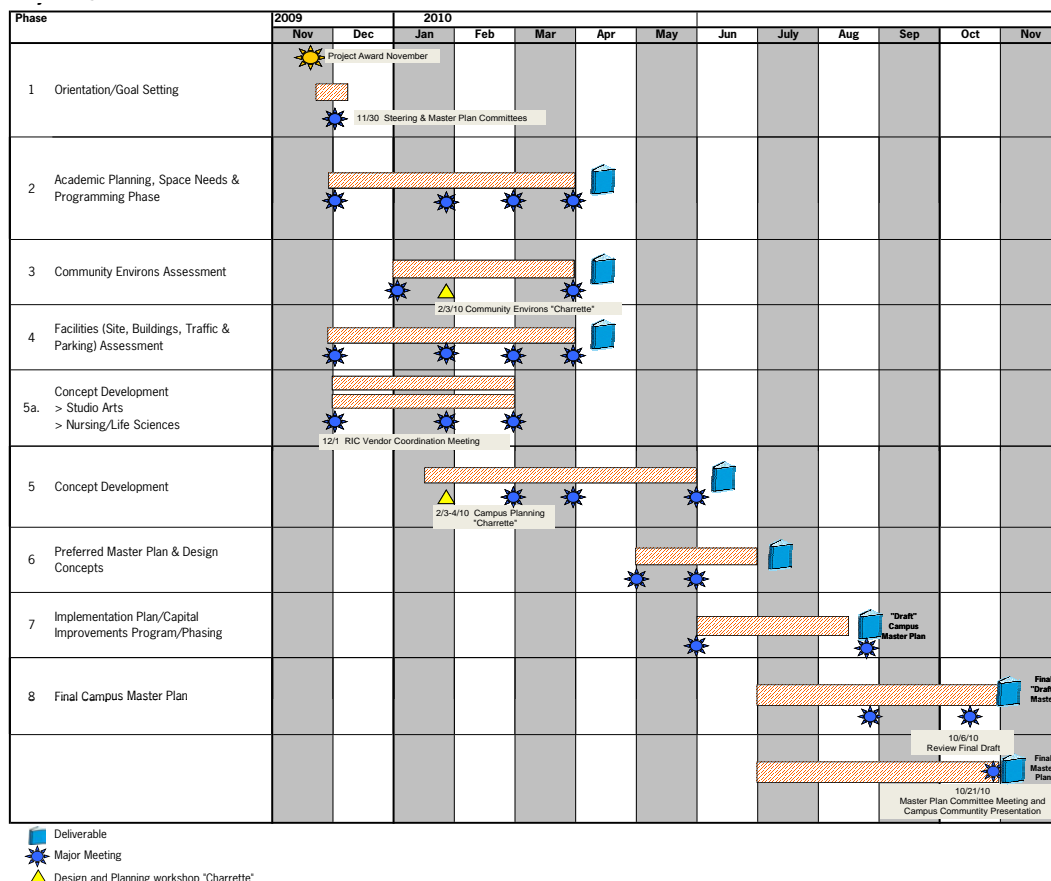 Phase
2009
2010
Nov
Dec
Jan
Feb
Mar
Apr
May
Jun
July
Aug
Sep
Oct
Nov
Project Award November
1
Orientation/Goal Setting
11/30 Steering & Master Plan Committees
2
Academic Planning, Space Needs &
Programming Phase
3
Community Environs Assessment
2/3/10 Community Environs "Charrette"
4
Facilities (Site, Buildings, Traffic &
Parking) Assessment
5a.
Concept Development
> Studio Arts
> Nursing/Life Sciences
12/1 RIC Vendor Coordination Meeting
5
Concept Development
2/3-4/10 Campus Planning
"Charrette"
6
Preferred Master Plan & Design
Concepts
7
Implementation Plan/Capital
Improvements Program/Phasing
"Draft"
Campus
Master Plan
8
Final Campus Master Plan
Final
"Draft
Maste
10/6/10
Review Final Draft
Final
Maste
Plan
10/21/10
Master Plan Committee Meeting and
Campus Communtity Presentation
Deliverable
Major Meeting
Design and Planning workshop "Charrette"